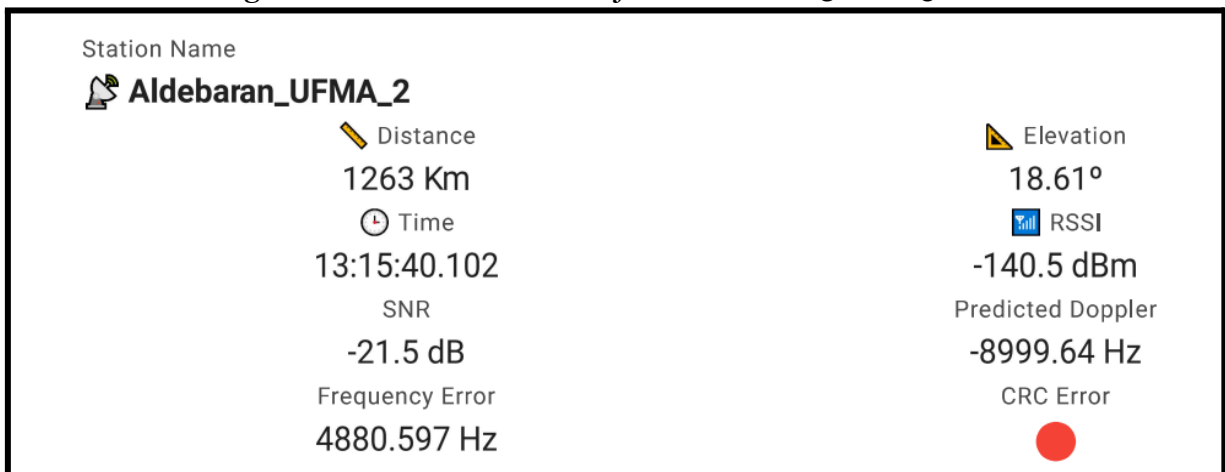 Station Name
Aldebaran_UFMA_2
Distance Elevation
1263 Km 18.61º
Time RSSI
13:15:40.102 -140.5 dBm
SNR Predicted Doppler
-21.5 dB -8999.64 Hz
Frequency Error CRC Error
4880.597 Hz